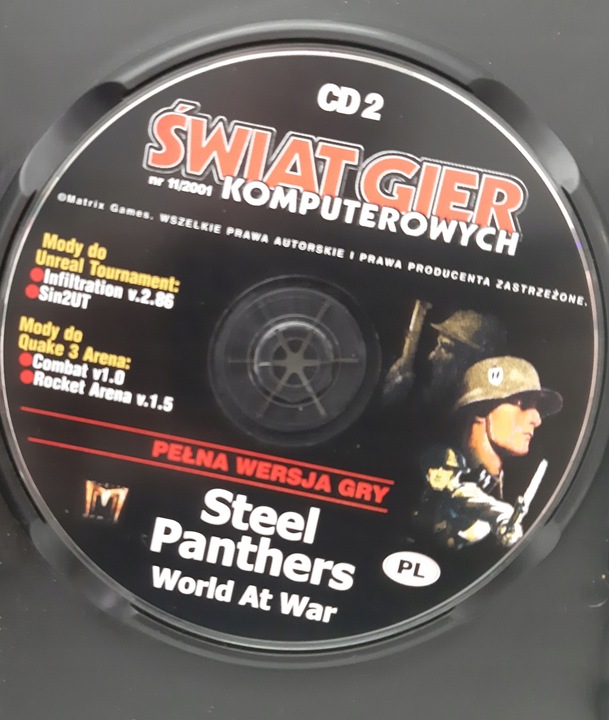 CD 2
ŚWIAT GIER
nr 11/2001 KOMPUTEROWYCH
©Matrix Games. WSZELKIE PRAWA AUTORSKIE I PRAWA PRODUCENTA ZASTRZEŻONE.
Mody do
Unreal Tournament:
Infiltration v.2.86
Sin2UT
Mody do
Quake 3 Arena:
Combat v1.0
Rocket Arena v.1.5
PEŁNA WERSJA GRY
Steel
Panthers
World At War
PL
M